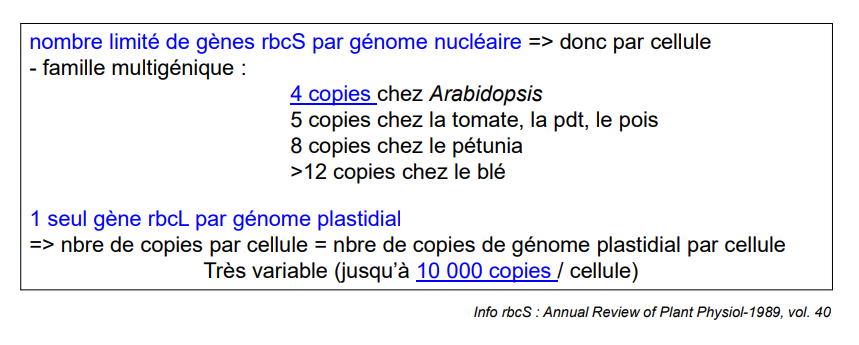 nombre limité de gènes rbcS par génome nucléaire => donc par cellule
- famille multigénique :
4 copies chez Arabidopsis
5 copies chez la tomate, la pdt, le pois
8 copies chez le pétunia
>12 copies chez le blé
1 seul gène rbcL par génome plastidial
=> nbre de copies par cellule = nbre de copies de génome plastidial par cellule
Très variable (jusqu'à 10 000 copies / cellule)
Info rbcS : Annual Review of Plant Physiol-1989, vol. 40